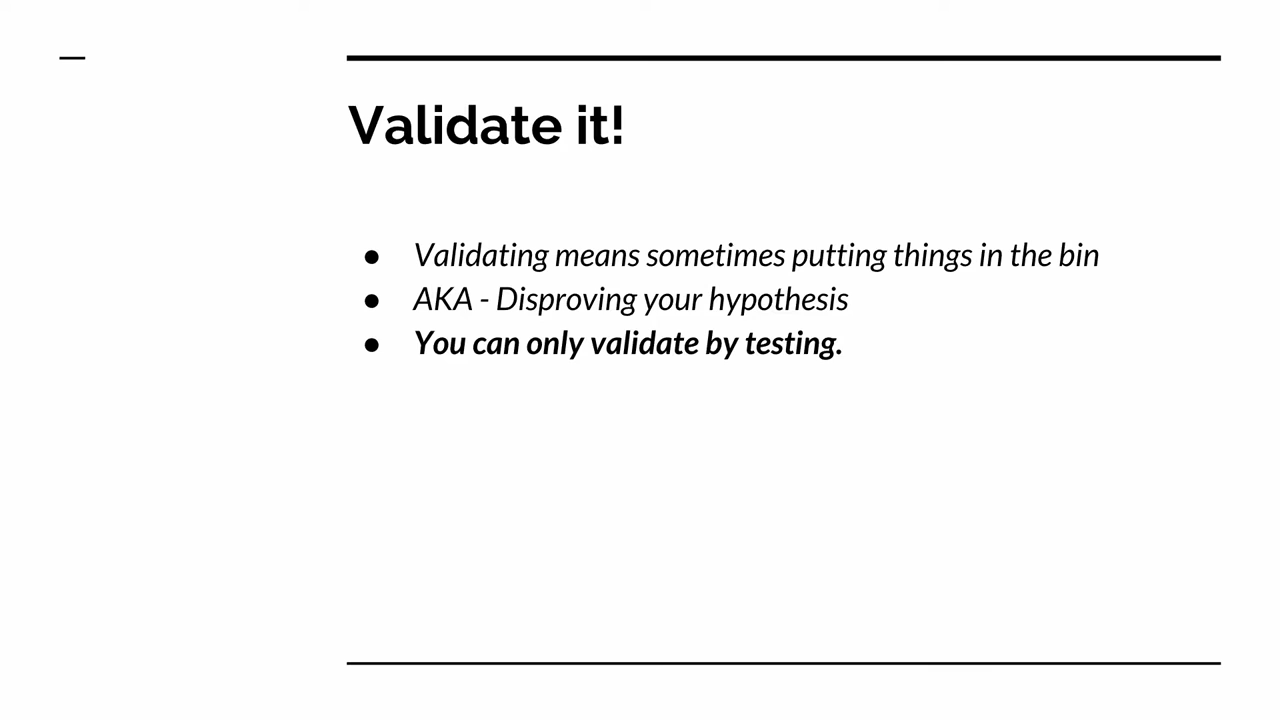 Validate it!
● Validating means sometimes putting things in the bin
● AKA - Disproving your hypothesis
● You can only validate by testing.